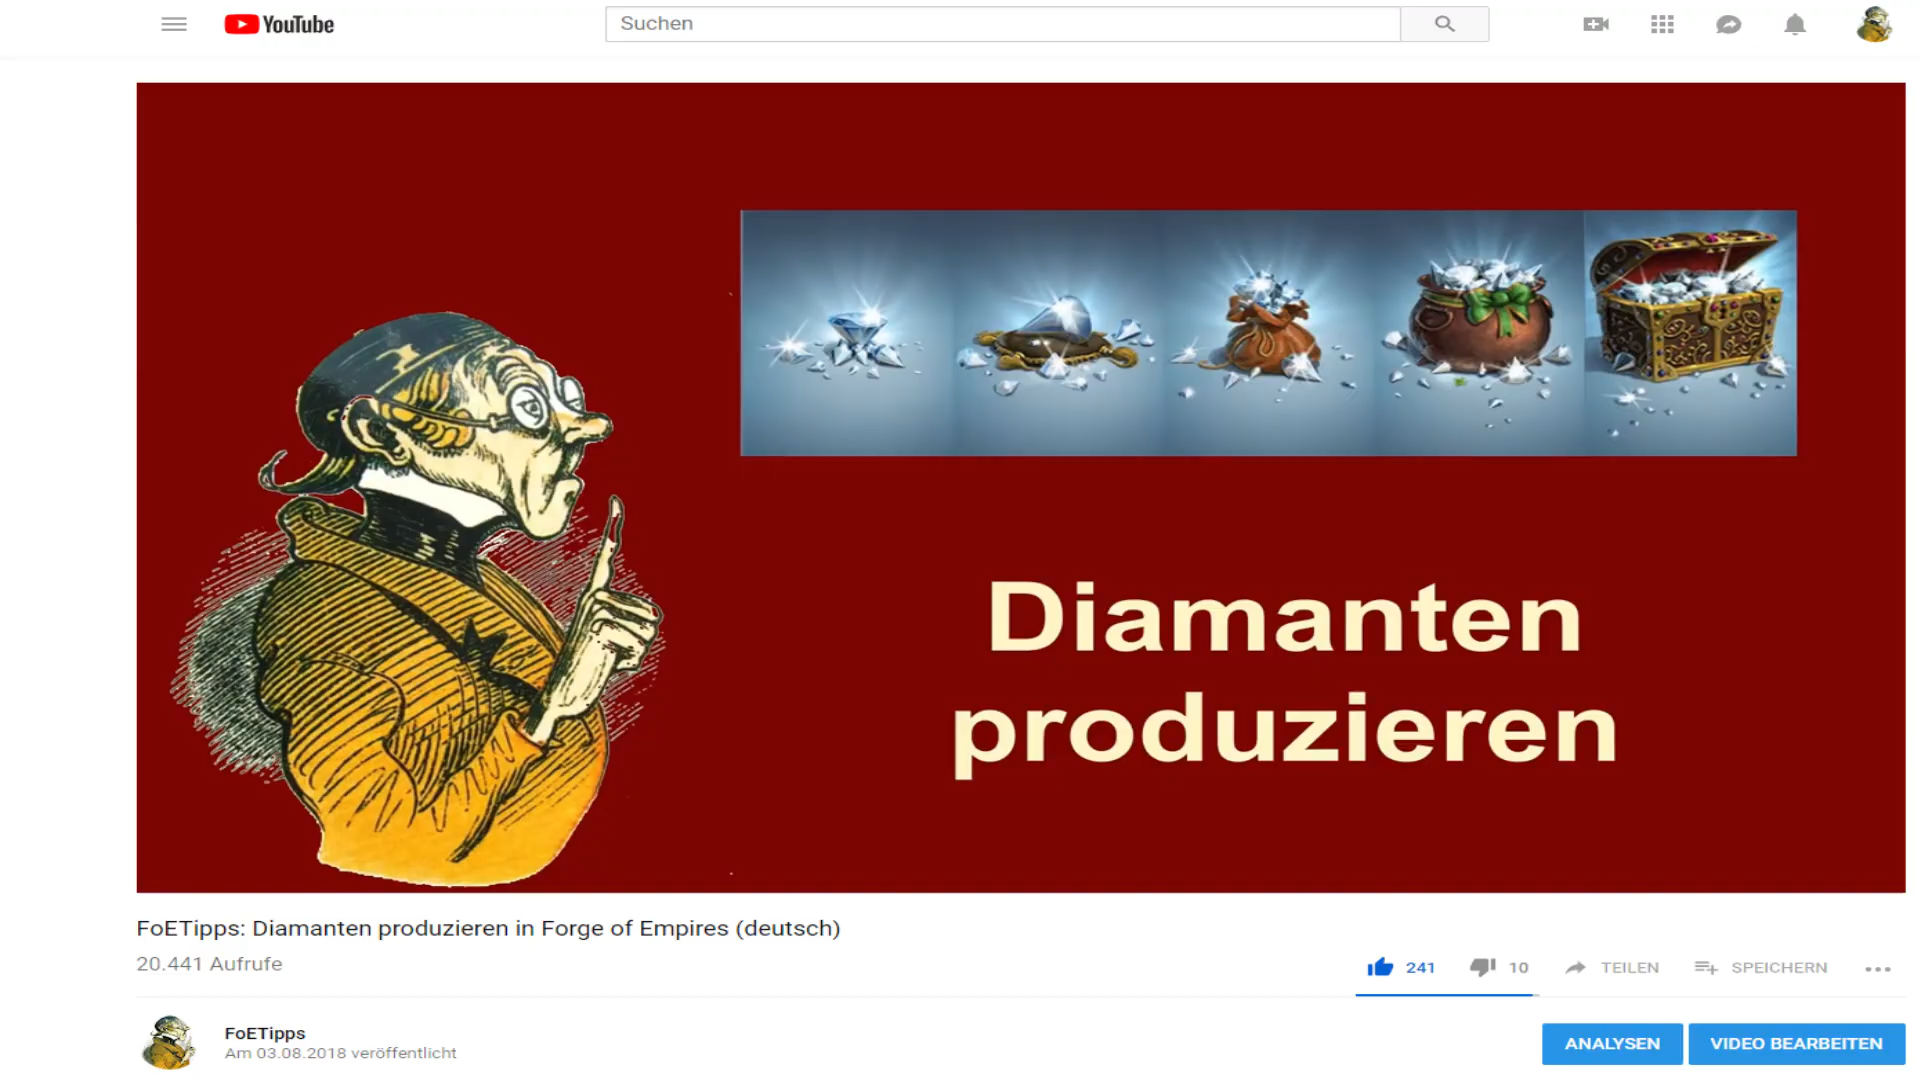 YouTube
Suchen
Diamanten
produzieren
FoETipps: Diamanten produzieren in Forge of Empires (deutsch)
20.441 Aufrufe
241
10
TEILEN
SPEICHERN
FoETipps
Am 03.08.2018 veröffentlicht
ANALYSEN
VIDEO BEARBEITEN